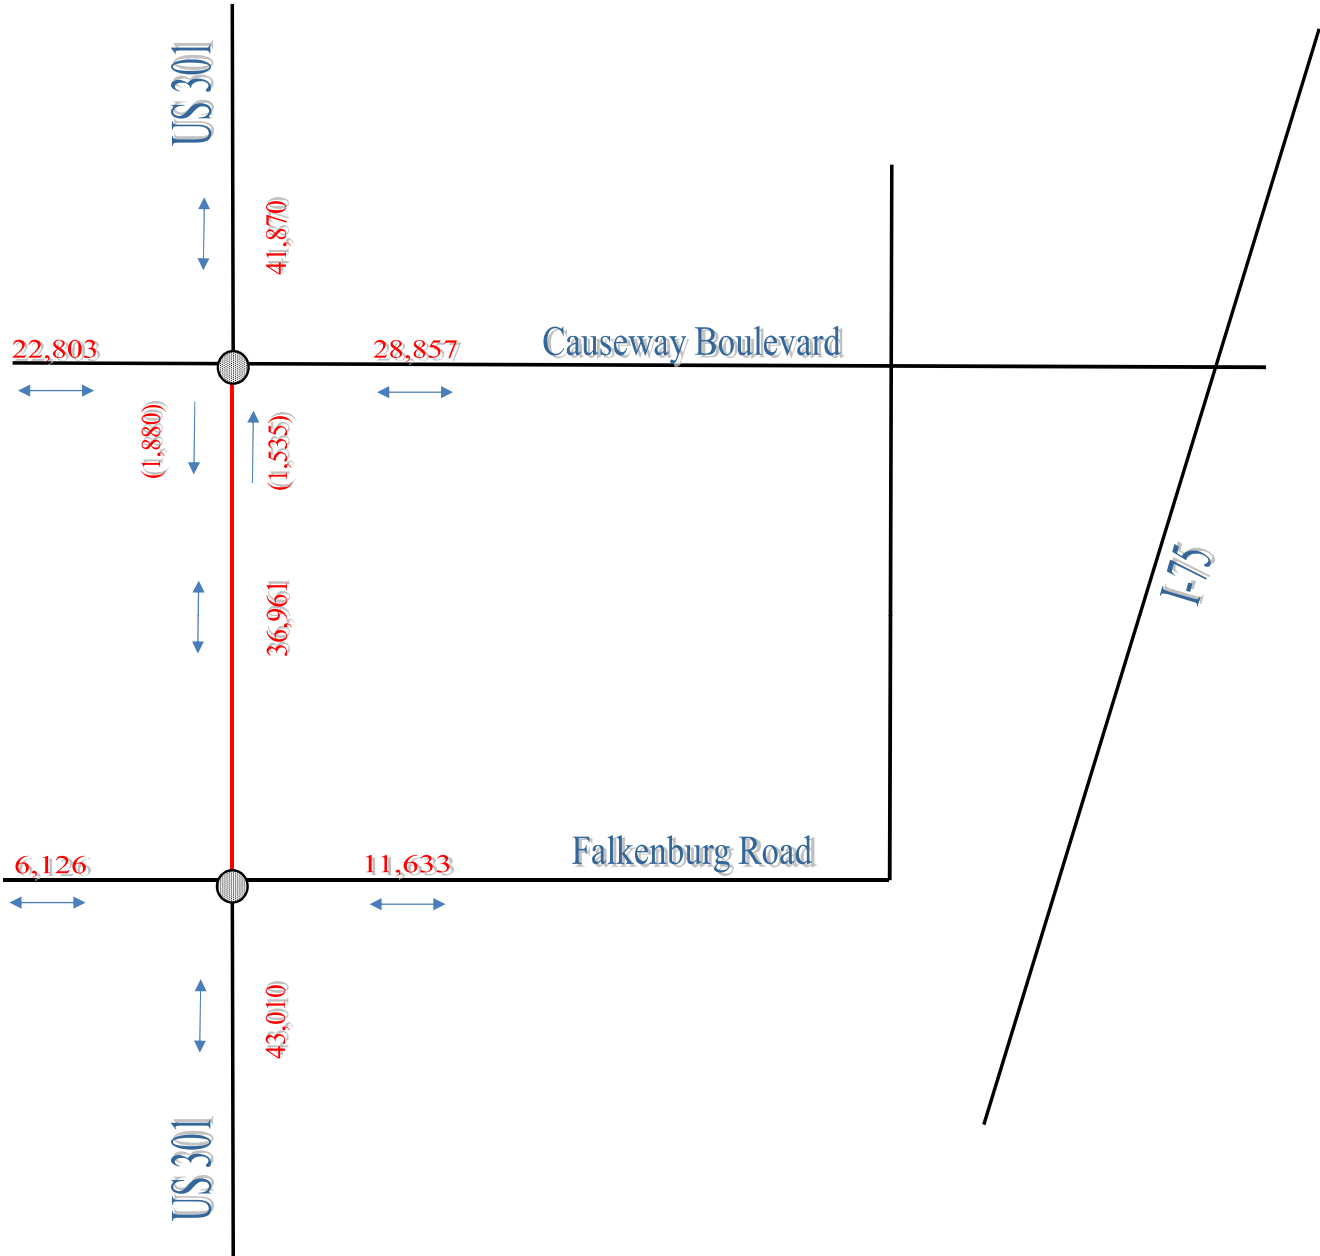 US 301
41,870
22,803
28,857
Causeway Boulevard
(1,880)
(1,535)
36,961
I-75
6,126
11,633
Falkenburg Road
43,010
US 301